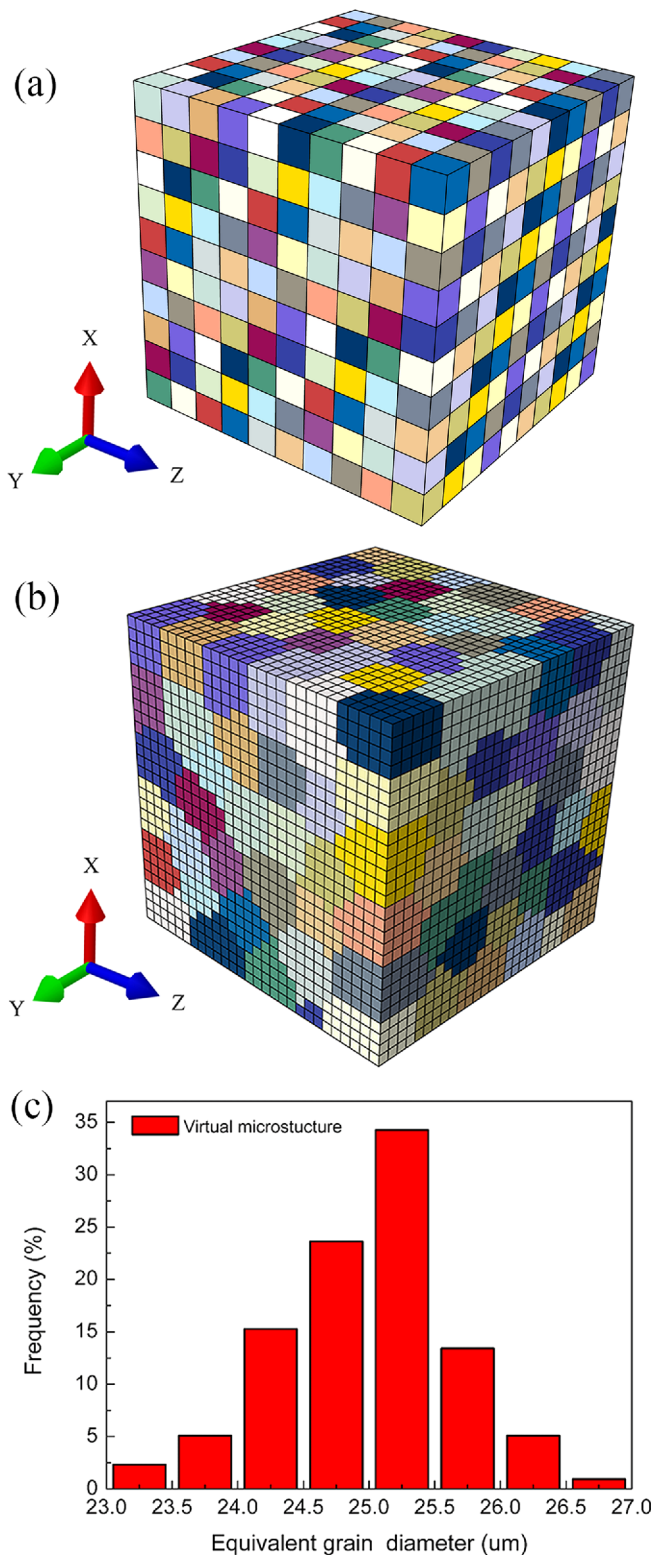 (a)
X
Y
Z
(b)
X
Y
Z
(c)
35
30
25
20
15
10
5
0
Frequency (%)
Virtual microstucture
23.0 23.5 24.0 24.5 25.0 25.5 26.0 26.5 27.0
Equivalent grain diameter (um)